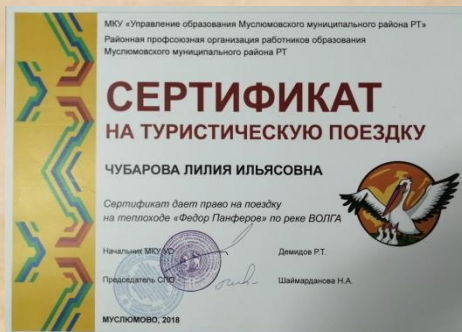 МКУ «Управление образования Муслюмовского муниципального района РТ»
Районная профсоюзная организация работников образования
Муслюмовского муниципального района РТ
СЕРТИФИКАТ
НА ТУРИСТИЧЕСКУЮ ПОЕЗДКУ
ЧУБАРОВА ЛИЛИЯ ИЛЬЯСОВНА
Сертификат дает право на поездку
на теплоходе «Федор Панферов» по реке ВОЛГА
Начальник МКУ УО Демидов Р.Т.
Председатель СПО Шаймарданова Н.А.
МУСЛЮМОВО, 2018